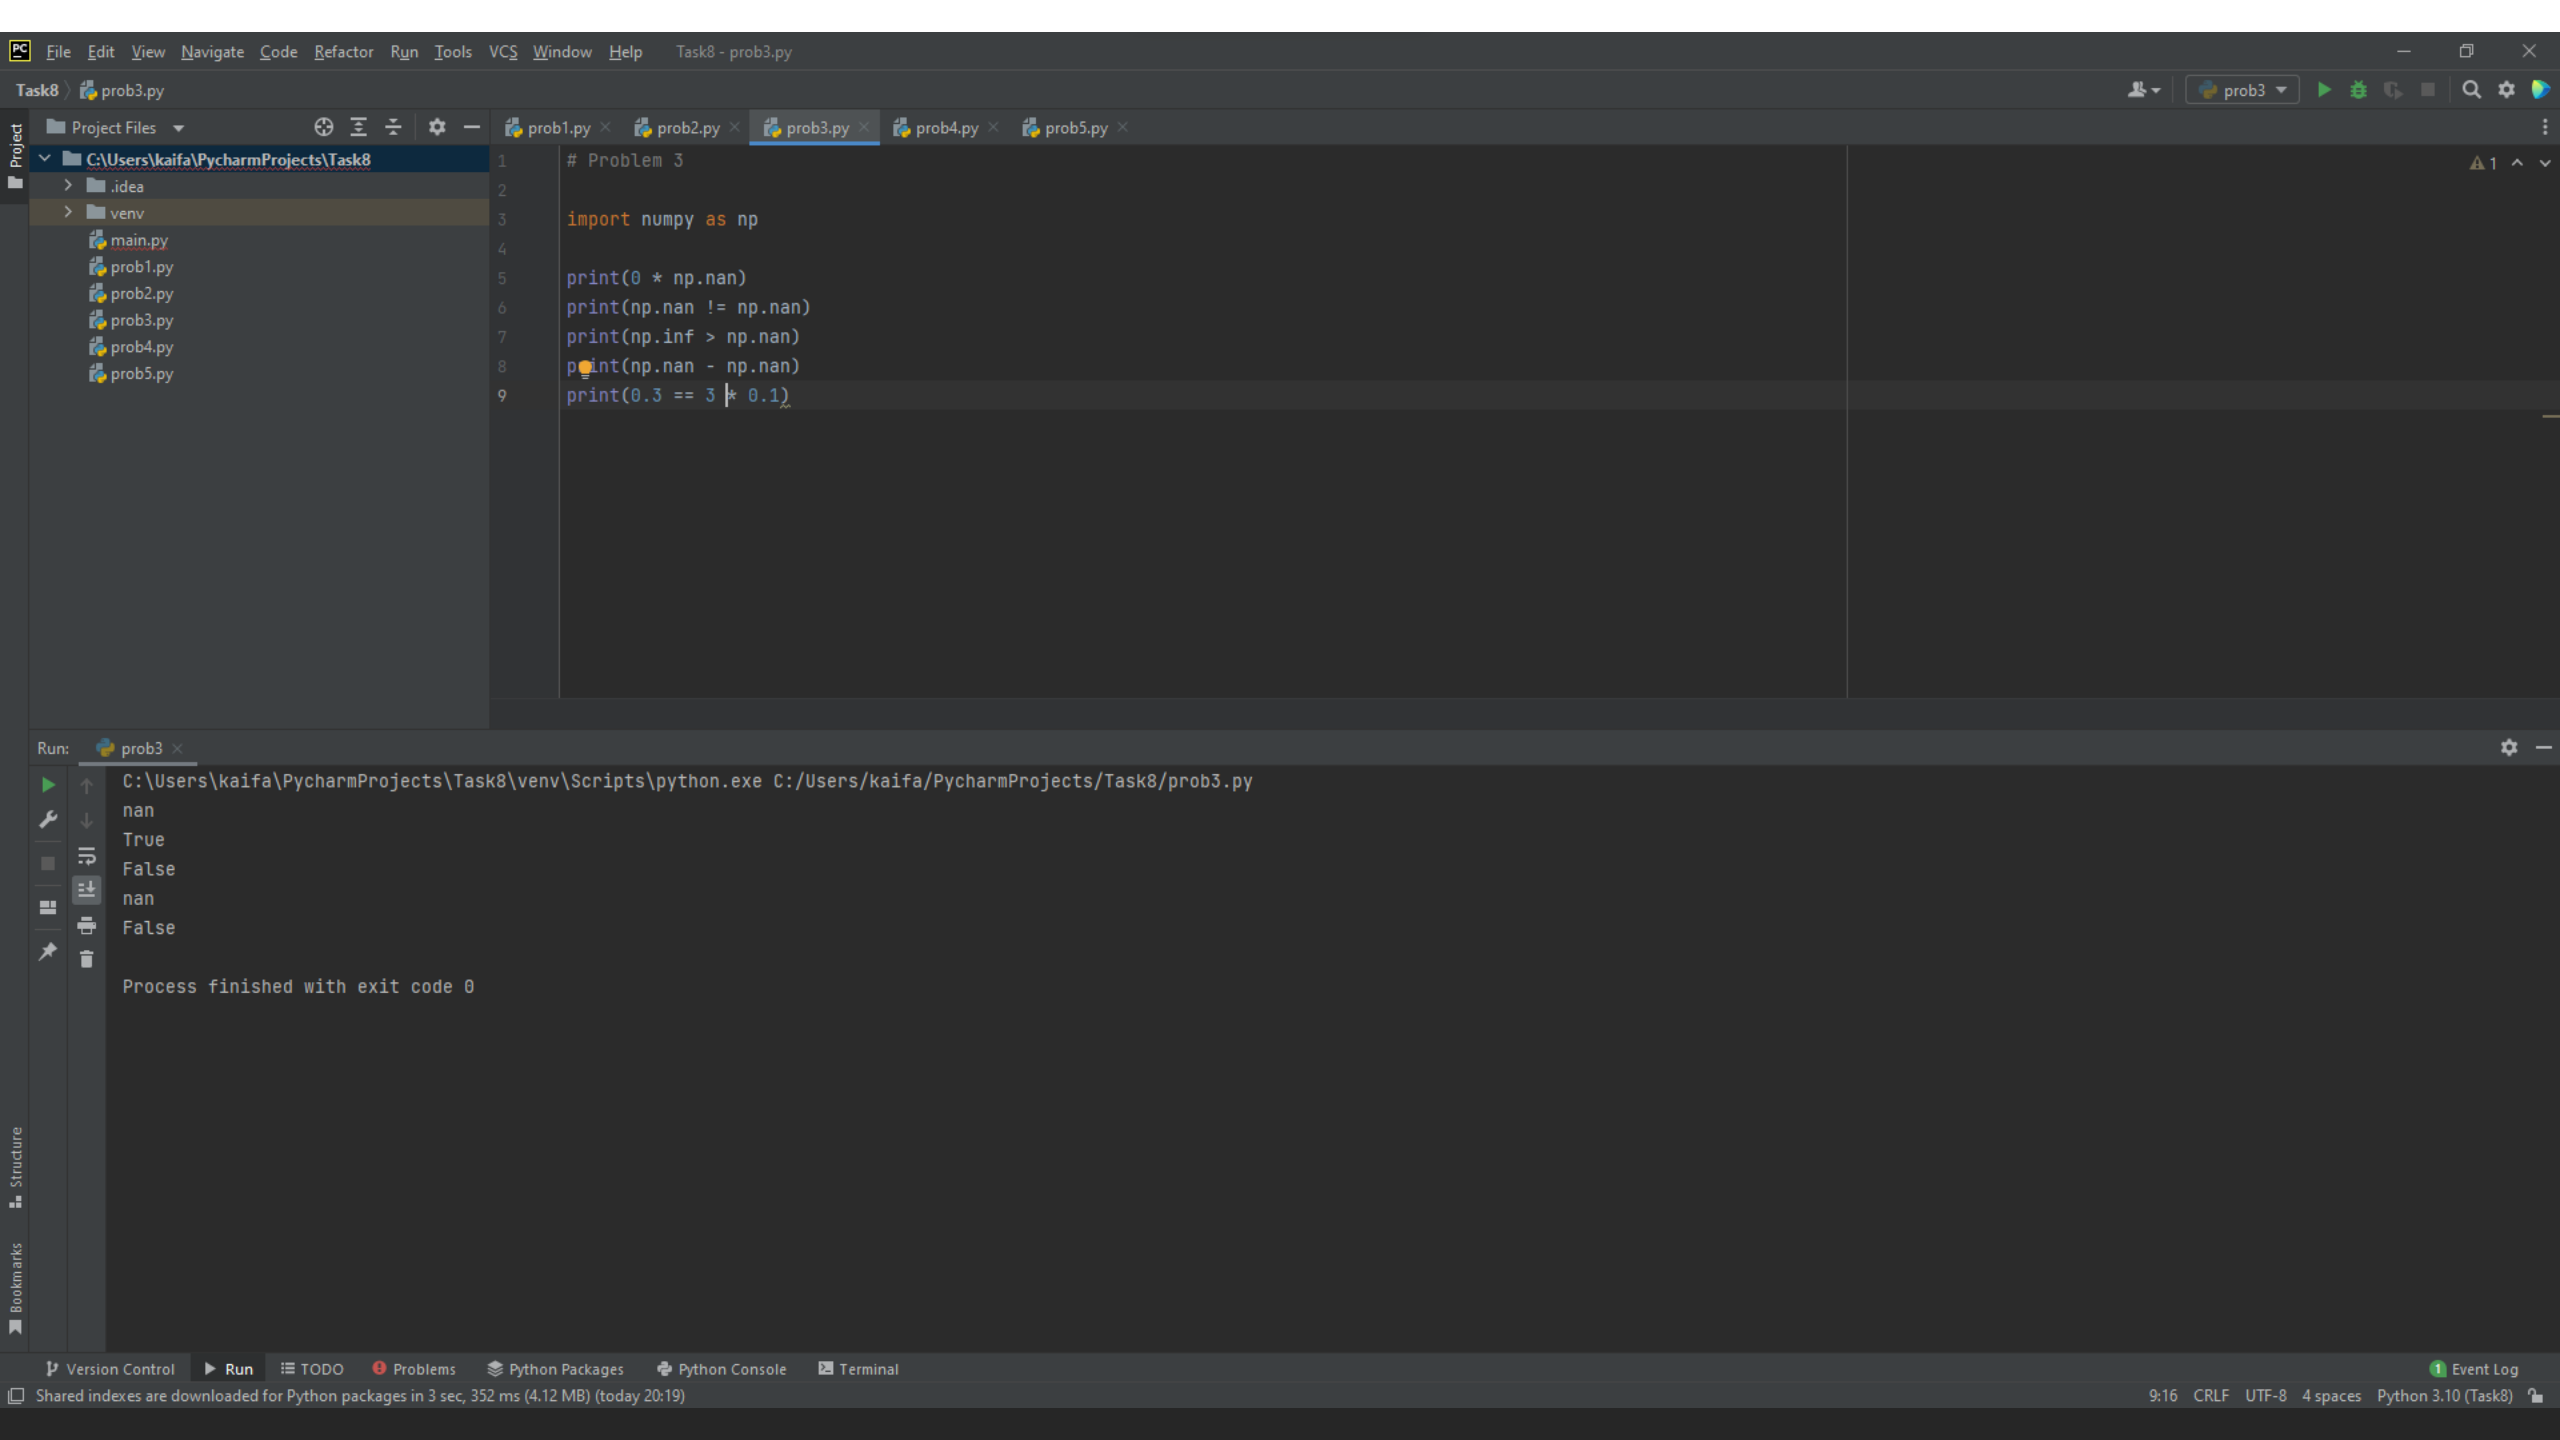 PC File Edit View Navigate Code Refactor Run Tools VCS Window Help Task8 - prob3.py
Task8 prob3.py prob3
Project
Project Files
prob1.py prob2.py prob3.py prob4.py prob5.py
C:\Users\kaifa\PycharmProjects\Task8
.idea
venv
main.py
prob1.py
prob2.py
prob3.py
prob4.py
prob5.py
1 # Problem 3
2
3 import numpy as np
4
5 print(0 * np.nan)
6 print(np.nan != np.nan)
7 print(np.inf > np.nan)
8 print(np.nan - np.nan)
9 print(0.3 == 3 * 0.1)
1
Run: prob3
C:\Users\kaifa\PycharmProjects\Task8\venv\Scripts\python.exe C:/Users/kaifa/PycharmProjects/Task8/prob3.py
nan
True
False
nan
False
Process finished with exit code 0
Structure
Bookmarks
Version Control Run TODO Problems Python Packages Python Console Terminal 1 Event Log
Shared indexes are downloaded for Python packages in 3 sec, 352 ms (4.12 MB) (today 20:19) 9:16 CRLF UTF-8 4 spaces Python 3.10 (Task8)